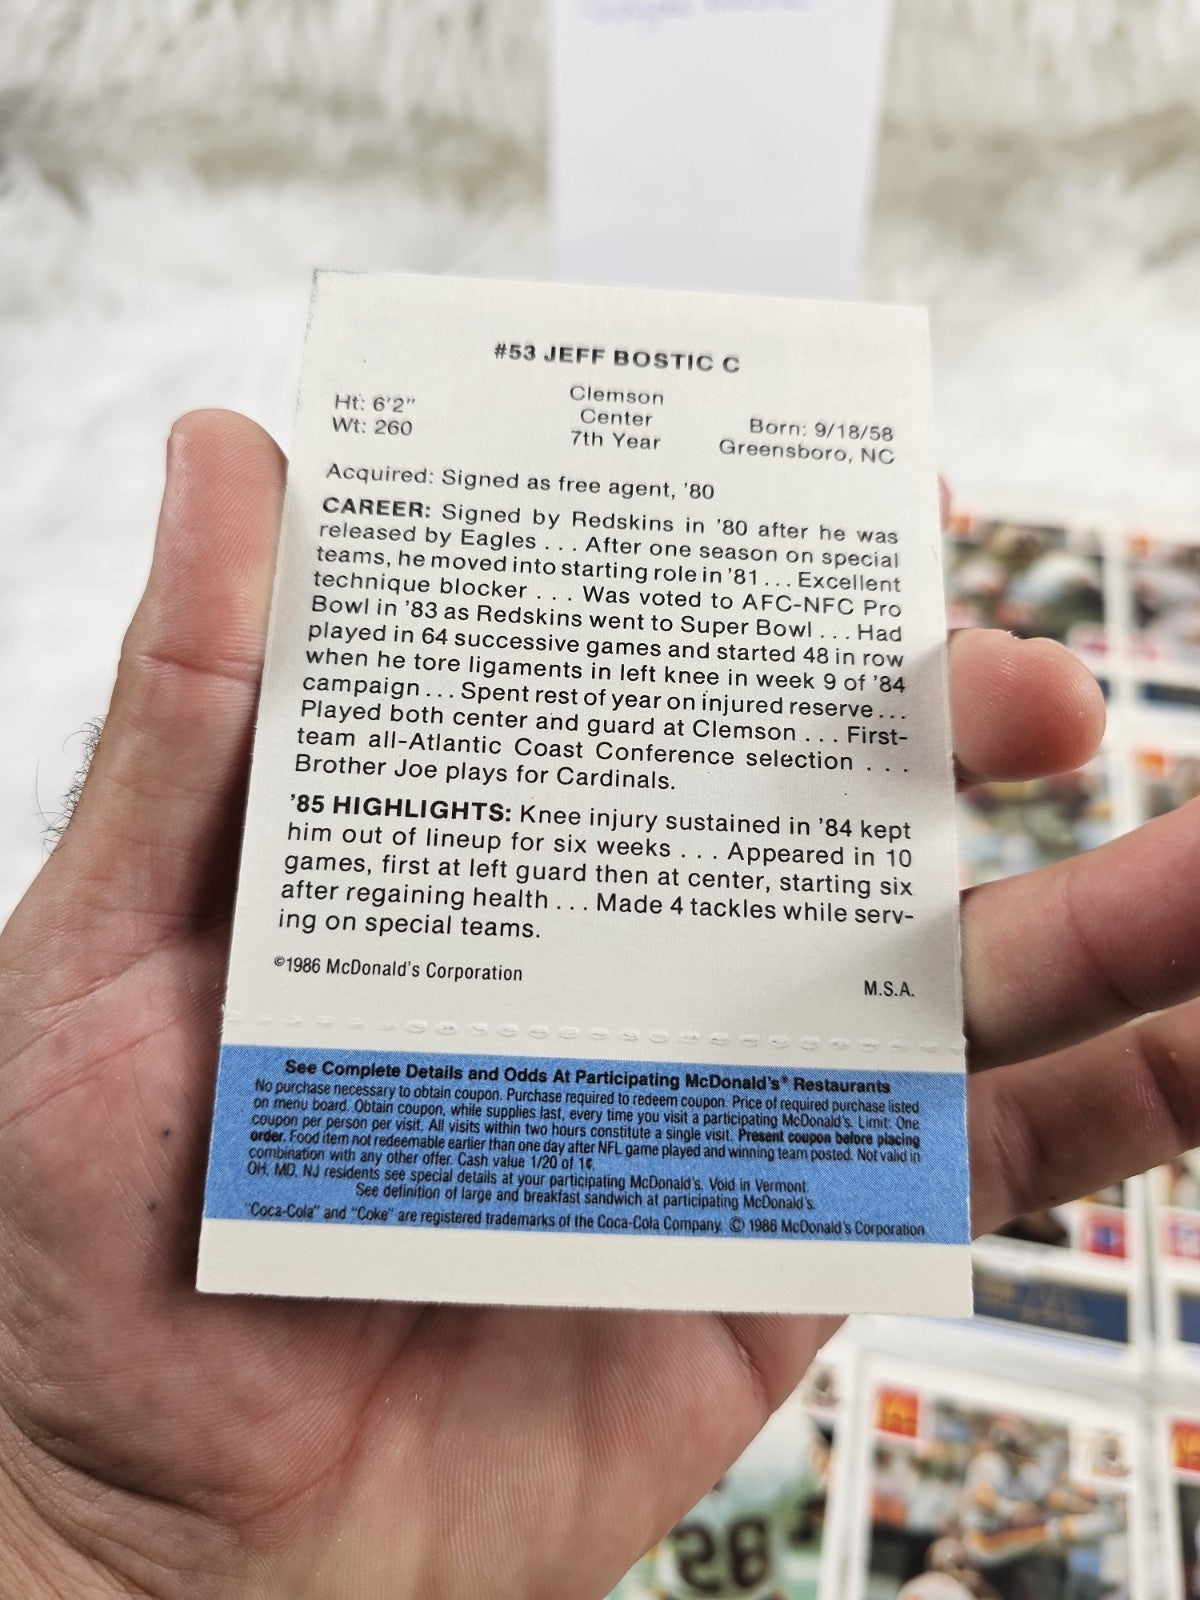 #53 JEFF BOSTIC C
Ht: 6'2"
Wt: 260
Clemson
Center
7th Year
Born: 9/18/58
Greensboro, NC
Acquired: Signed as free agent, '80
CAREER: Signed by Redskins in '80 after he was
released by Eagles . . . After one season on special
teams, he moved into starting role in '81 . . . Excellent
technique blocker . . . Was voted to AFC-NFC Pro
Bowl in '83 as Redskins went to Super Bowl . . . Had
played in 64 successive games and started 48 in row
when he tore ligaments in left knee in week 9 of '84
campaign . . . Spent rest of year on injured reserve . . .
Played both center and guard at Clemson . . . First-
team all-Atlantic Coast Conference selection . . .
Brother Joe plays for Cardinals.
'85 HIGHLIGHTS: Knee injury sustained in '84 kept
him out of lineup for six weeks . . . Appeared in 10
games, first at left guard then at center, starting six
after regaining health . . . Made 4 tackles while serv-
ing on special teams.
©1986 McDonald's Corporation
M.S.A.
See Complete Details and Odds At Participating McDonald's® Restaurants
No purchase necessary to obtain coupon. Purchase required to redeem coupon. Price of required purchase listed
on menu board. Obtain coupon, while supplies last, every time you visit a participating McDonald's. Limit: One
coupon per person per visit. All visits within two hours constitute a single visit. Present coupon before placing
order. Food item not redeemable earlier than one day after NFL game played and winning team posted. Not valid in
combination with any other offer. Cash value 1/20 of 1¢.
OH, MD, NJ residents see special details at your participating McDonald's. Void in Vermont.
See definition of large and breakfast sandwich at participating McDonald's.
"Coca-Cola" and "Coke" are registered trademarks of the Coca-Cola Company. © 1986 McDonald's Corporation
85